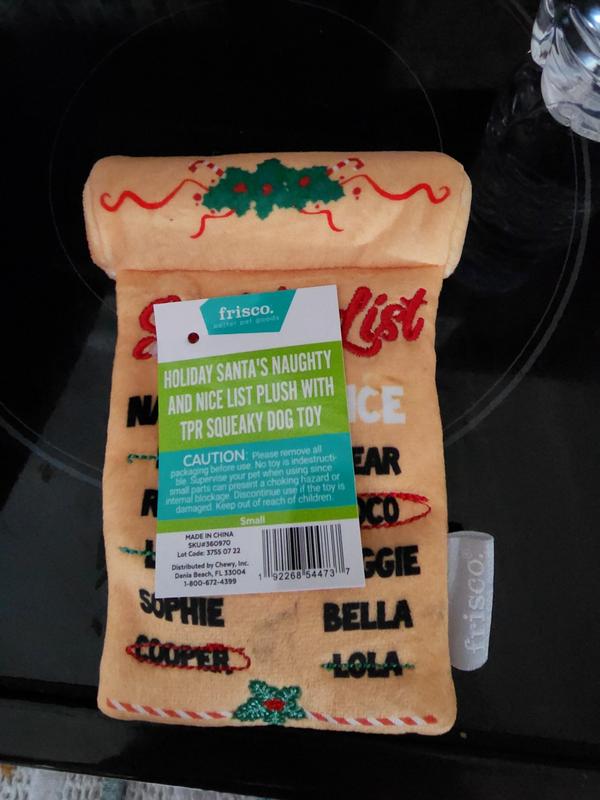 List
frisco.
better pet goods
HOLIDAY SANTA'S NAUGHTY
AND NICE LIST PLUSH WITH
TPR SQUEAKY DOG TOY
CAUTION: Please remove all
packaging before use. No toy is indestructi-
ble. Supervise your pet when using since
small parts can present a choking hazard or
internal blockage. Discontinue use if the toy is
damaged. Keep out of reach of children.
Small
MADE IN CHINA
SKU#360970
Lot Code: 3755 07 22
Distributed by Chewy, Inc.
Dania Beach, FL 33004
1-800-672-4399
1 92268 54473 7
SOPHIE
BELLA
COOPER
LOLA
frisco.